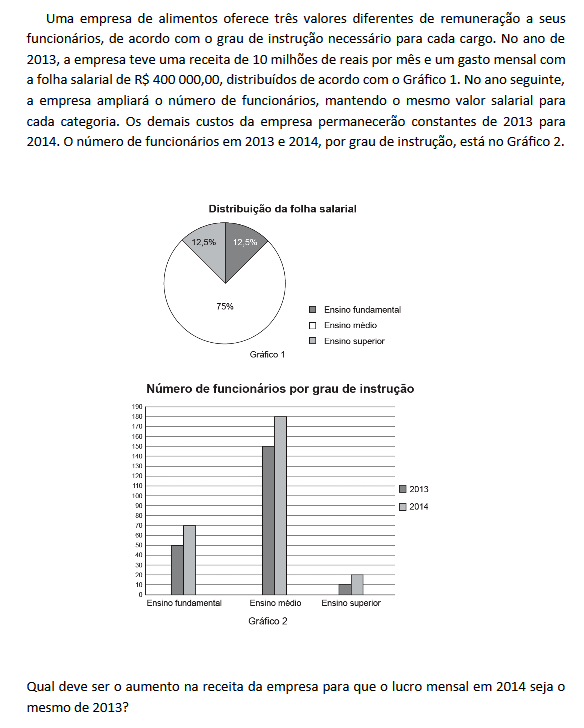 Uma empresa de alimentos oferece três valores diferentes de remuneração a seus
funcionários, de acordo com o grau de instrução necessário para cada cargo. No ano de
2013, a empresa teve uma receita de 10 milhões de reais por mês e um gasto mensal com
a folha salarial de R$ 400 000,00, distribuídos de acordo com o Gráfico 1. No ano seguinte,
a empresa ampliará o número de funcionários, mantendo o mesmo valor salarial para
cada categoria. Os demais custos da empresa permanecerão constantes de 2013 para
2014. O número de funcionários em 2013 e 2014, por grau de instrução, está no Gráfico 2.
Distribuição da folha salarial
12,5% 12,5%
75%
Ensino fundamental
Ensino médio
Ensino superior
Gráfico 1
Número de funcionários por grau de instrução
190
180
170
160
150
140
130
120
110
100
90
80
70
60
50
40
30
20
10
0
2013
2014
Ensino fundamental Ensino médio Ensino superior
Gráfico 2
Qual deve ser o aumento na receita da empresa para que o lucro mensal em 2014 seja o
mesmo de 2013?